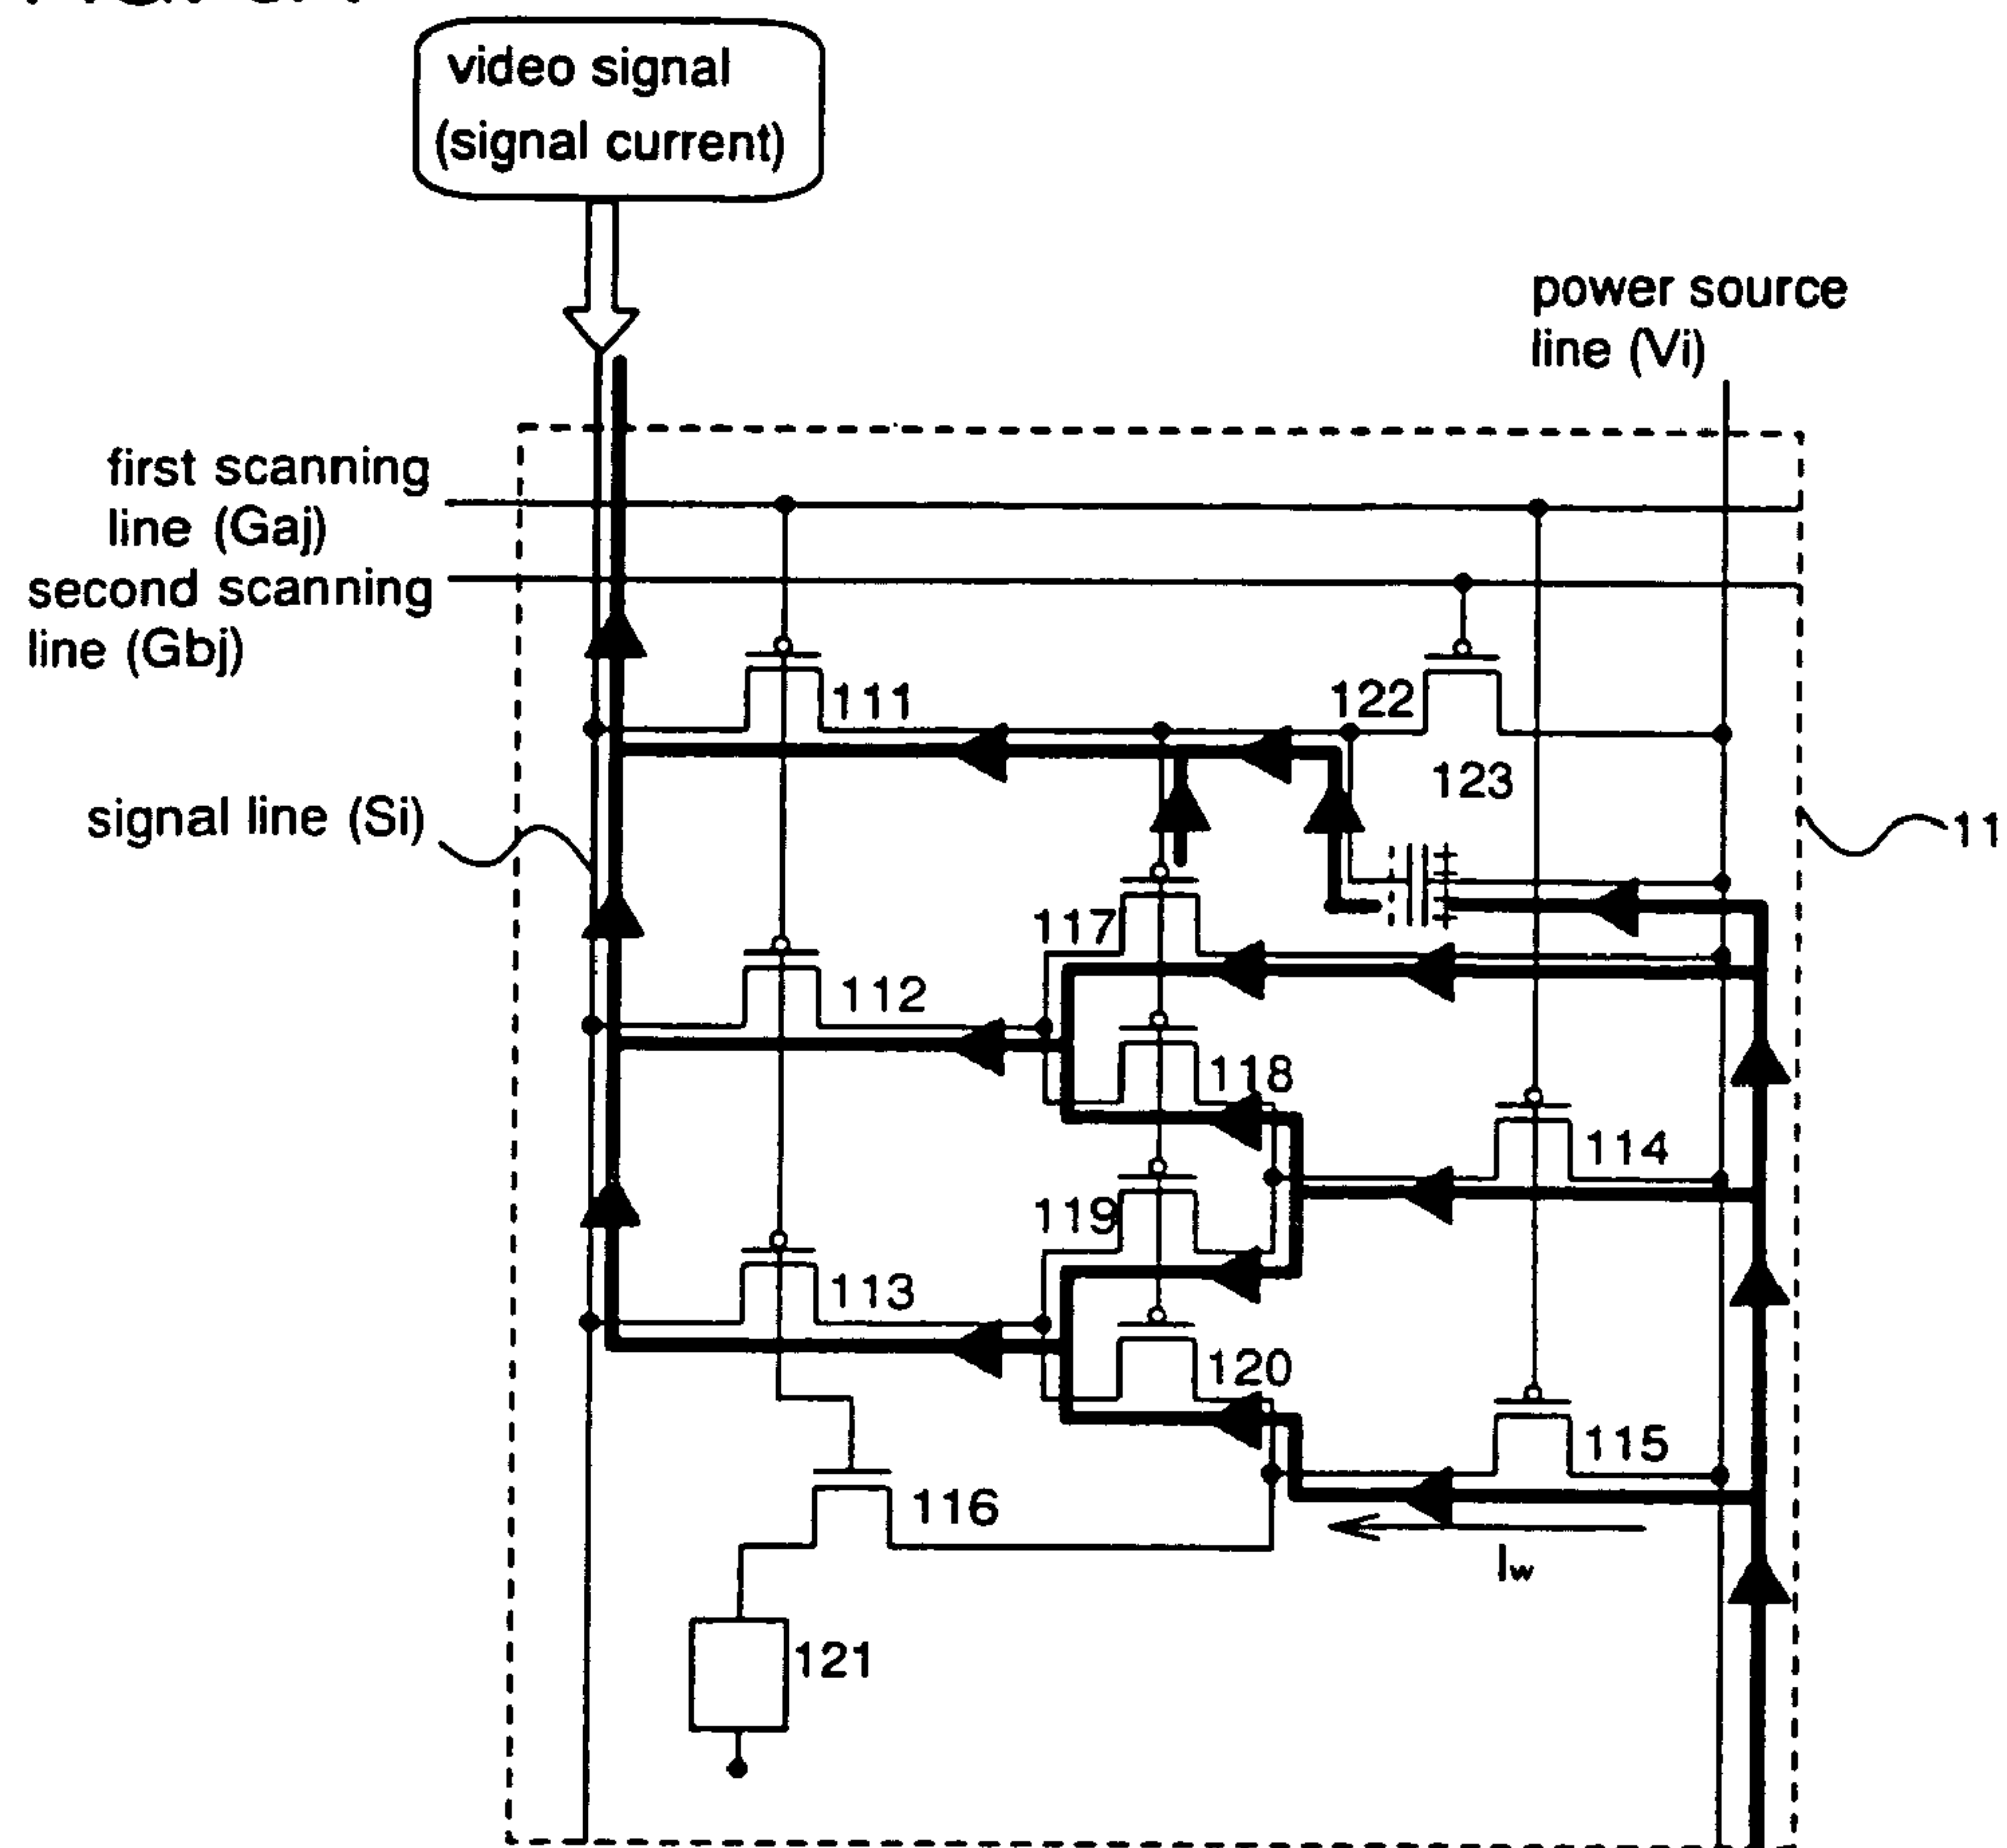 video signal
(signal current)
power source
line (Vi)
first scanning
line (Gaj)
second scanning
line (Gbj)
111
122
123
signal line (Si)
11
117
112
118
114
119
113
120
115
116
Iw
121